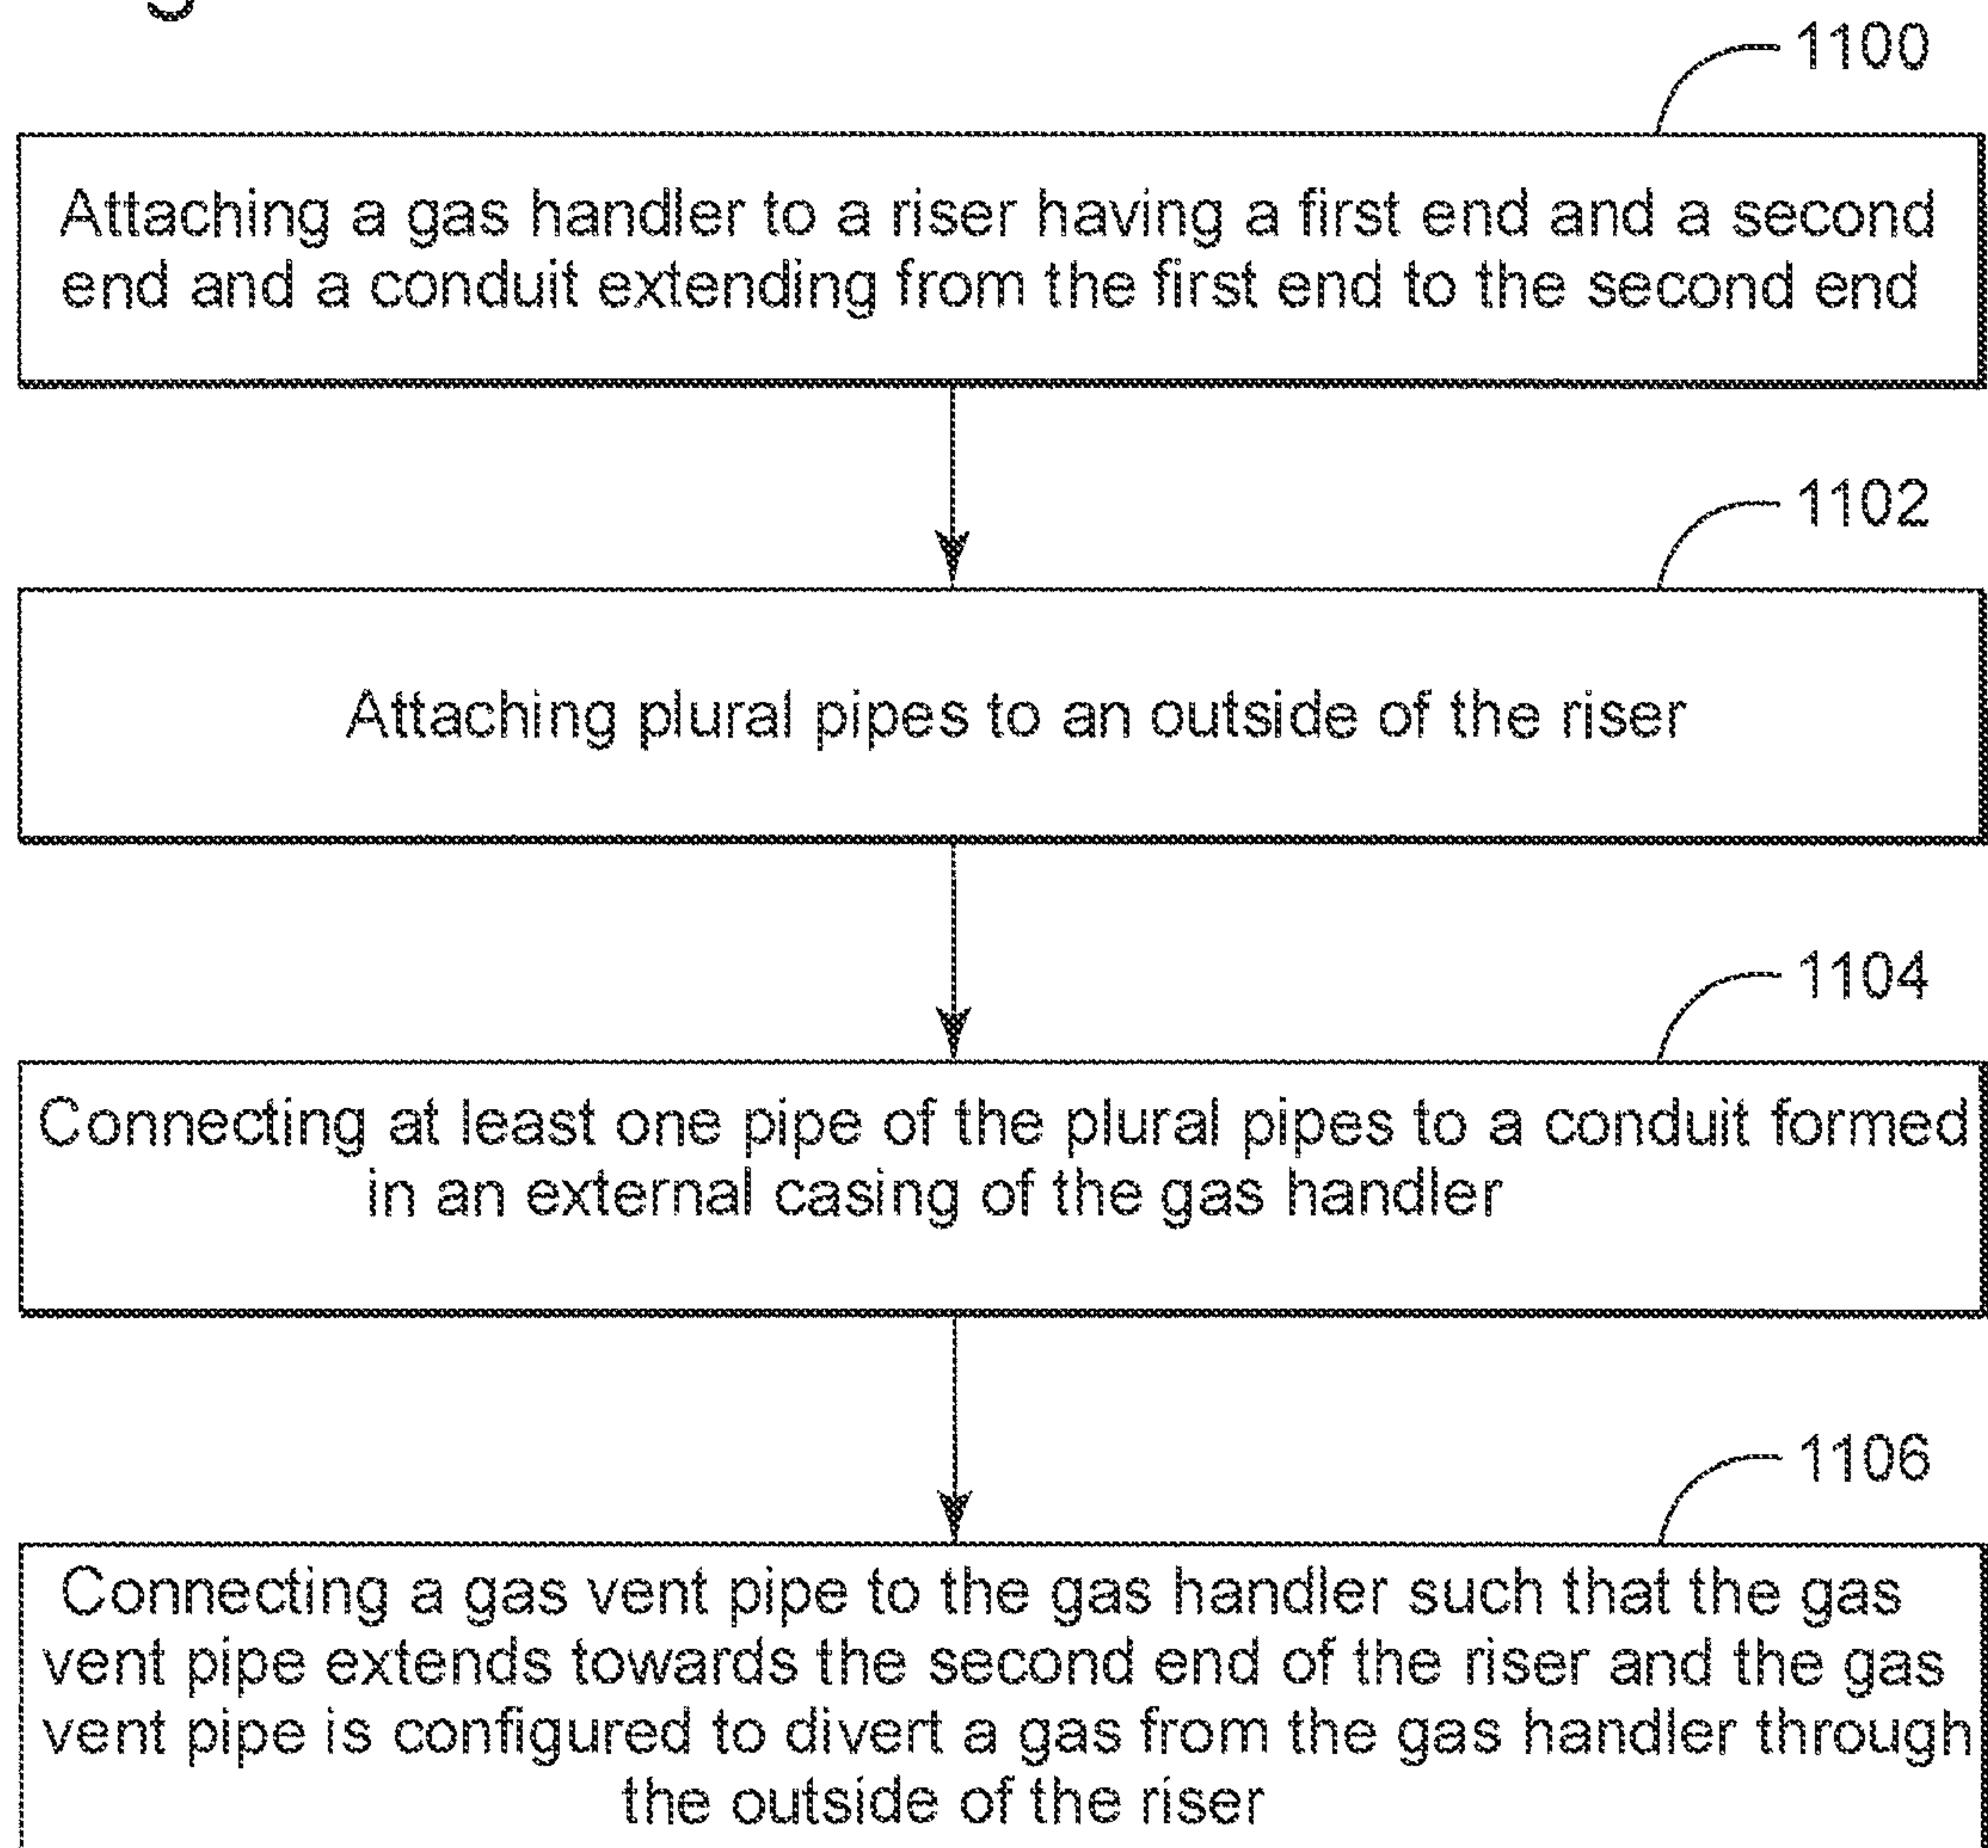 1100
Attaching a gas handler to a riser having a first end and a second
end and a conduit extending from the first end to the second end
1102
Attaching plural pipes to an outside of the riser
1104
Connecting at least one pipe of the plural pipes to a conduit formed
in an external casing of the gas handler
1106
Connecting a gas vent pipe to the gas handler such that the gas
vent pipe extends towards the second end of the riser and the gas
vent pipe is configured to divert a gas from the gas handler through
the outside of the riser